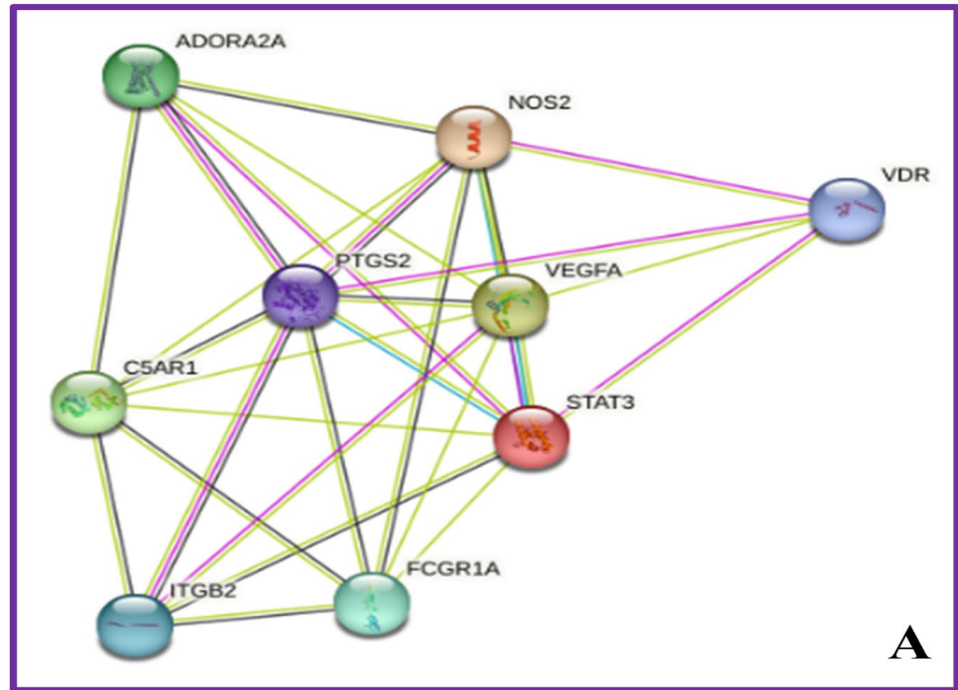 ADORA2A
NOS2
VDR
PTGS2
VEGFA
C5AR1
STAT3
FCGR1A
ITGB2
A